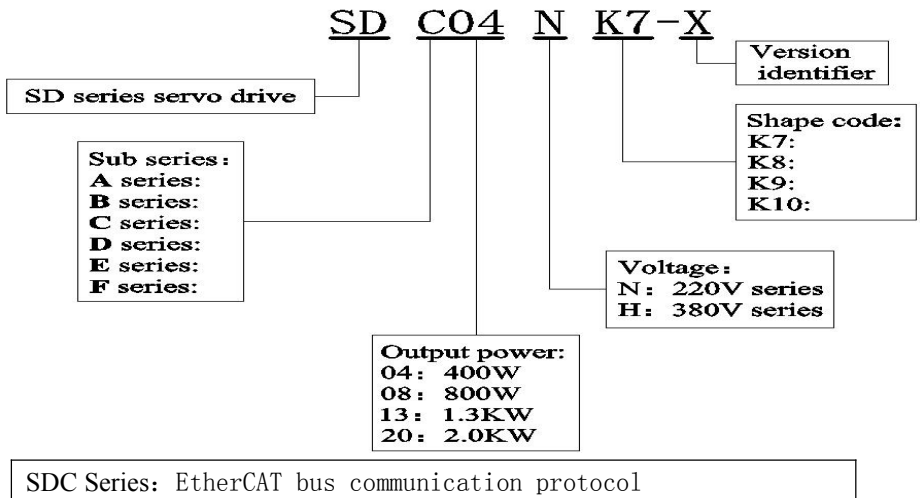 SD C04 N K7-X
Version
identifier
SD series servo drive
Shape code:
K7:
K8:
K9:
K10:
Sub series:
A series:
B series:
C series:
D series:
E series:
F series:
Voltage:
N: 220V series
H: 380V series
Output power:
04: 400W
08: 800W
13: 1.3KW
20: 2.0KW
SDC Series: EtherCAT bus communication protocol